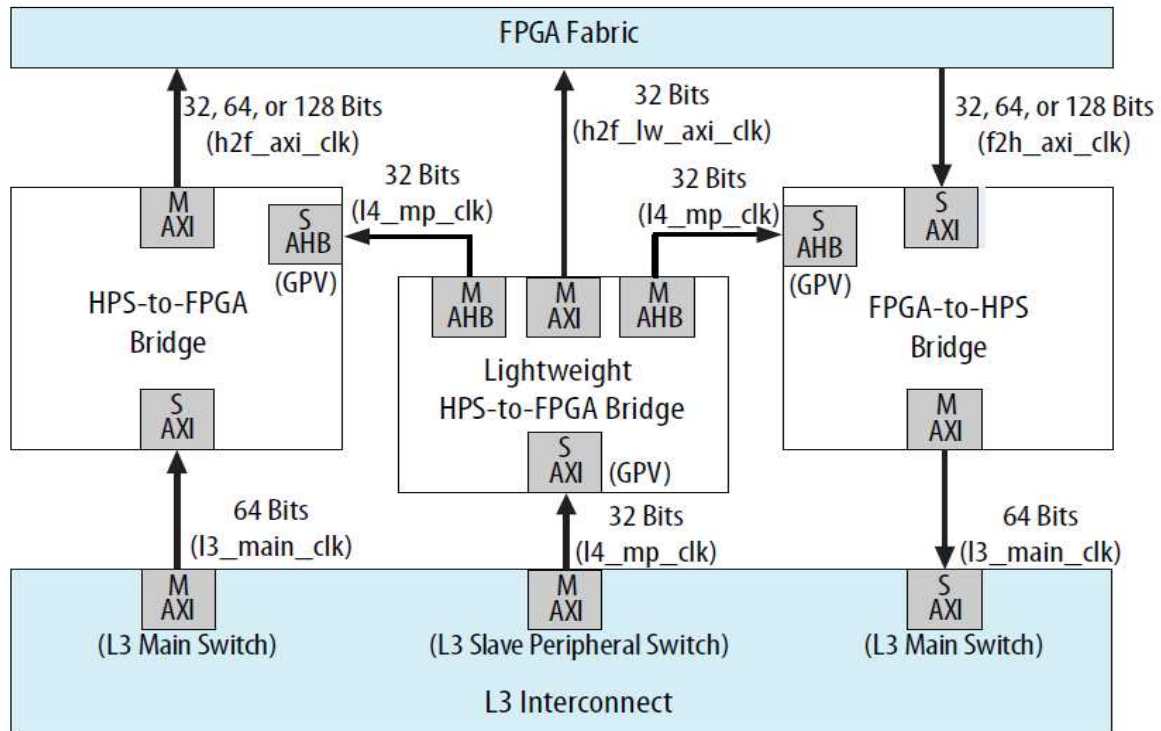 FPGA Fabric
32, 64, or 128 Bits
(h2f_axi_clk)
32 Bits
(h2f_lw_axi_clk)
32, 64, or 128 Bits
(f2h_axi_clk)
32 Bits
(l4_mp_clk)
32 Bits
(l4_mp_clk)
M
AXI
S
AHB
(GPV)
HPS-to-FPGA
Bridge
S
AXI
M
AHB
M
AXI
M
AHB
Lightweight
HPS-to-FPGA Bridge
S
AXI
(GPV)
S
AHB
(GPV)
S
AXI
FPGA-to-HPS
Bridge
M
AXI
64 Bits
(l3_main_clk)
32 Bits
(l4_mp_clk)
64 Bits
(l3_main_clk)
M
AXI
(L3 Main Switch)
M
AXI
(L3 Slave Peripheral Switch)
S
AXI
(L3 Main Switch)
L3 Interconnect